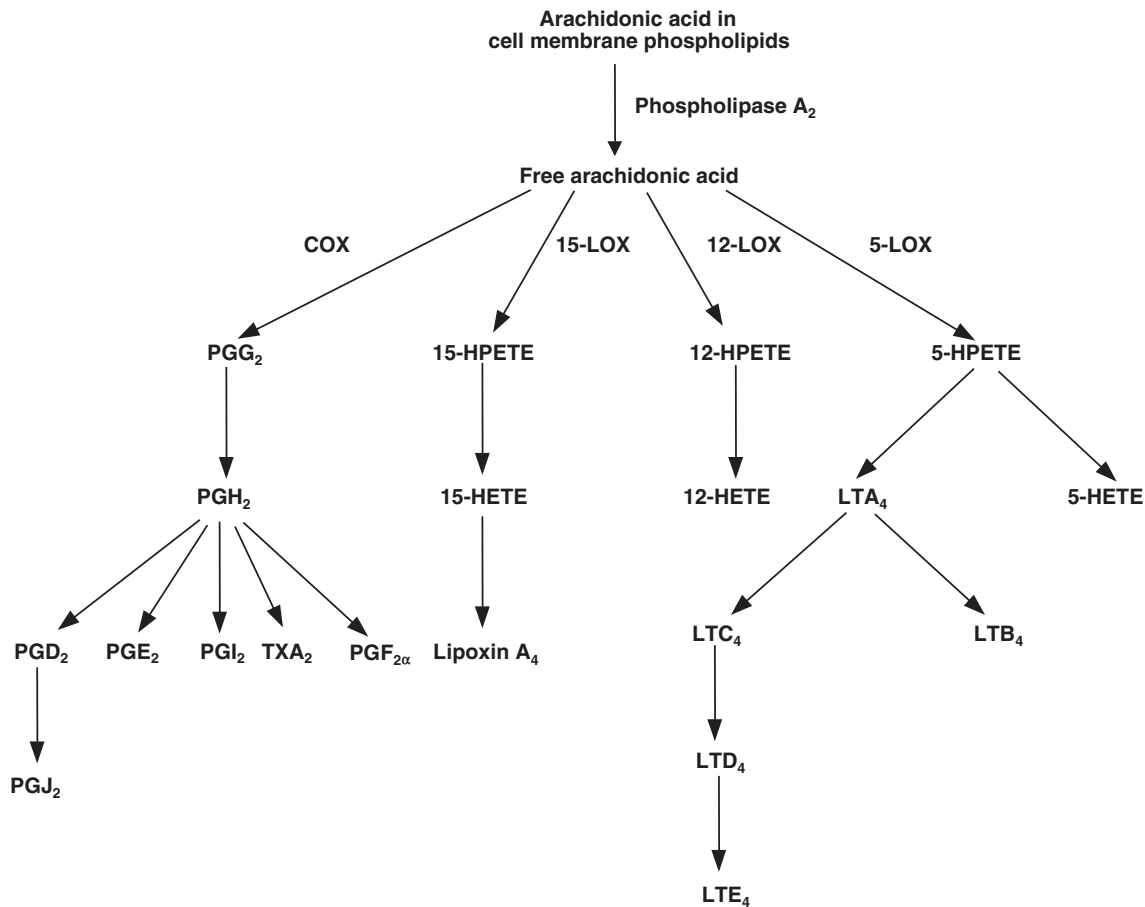 Arachidonic acid in
cell membrane phospholipids
Phospholipase A₂
Free arachidonic acid
COX 15-LOX 12-LOX 5-LOX
PGG₂ 15-HPETE 12-HPETE 5-HPETE
PGH₂ 15-HETE 12-HETE LTA₄ 5-HETE
PGD₂ PGE₂ PGI₂ TXA₂ PGF₂α Lipoxin A₄ LTC₄ LTB₄
PGJ₂ LTD₄
LTE₄